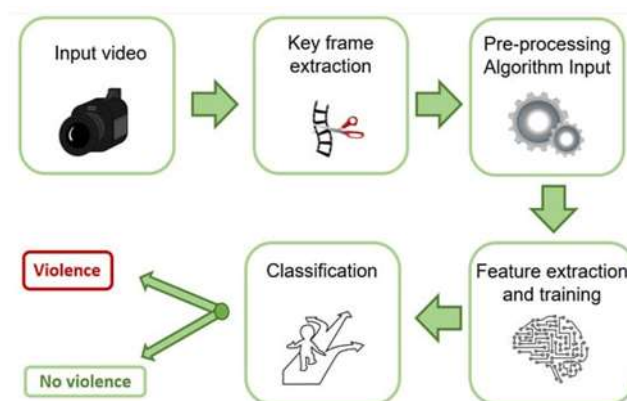 Input video
Key frame
extraction
Pre-processing
Algorithm Input
Violence
No violence
Classification
Feature extraction
and training